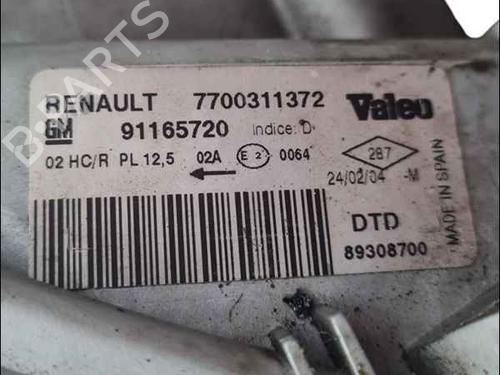 B-PARTS
RENAULT 7700311372 Valeo
GM 91165720 Indice: D
02 HC/R PL 12,5 02A E 2 0064 287
24/02/04 -M
DTD
89308700
MADE IN SPAIN